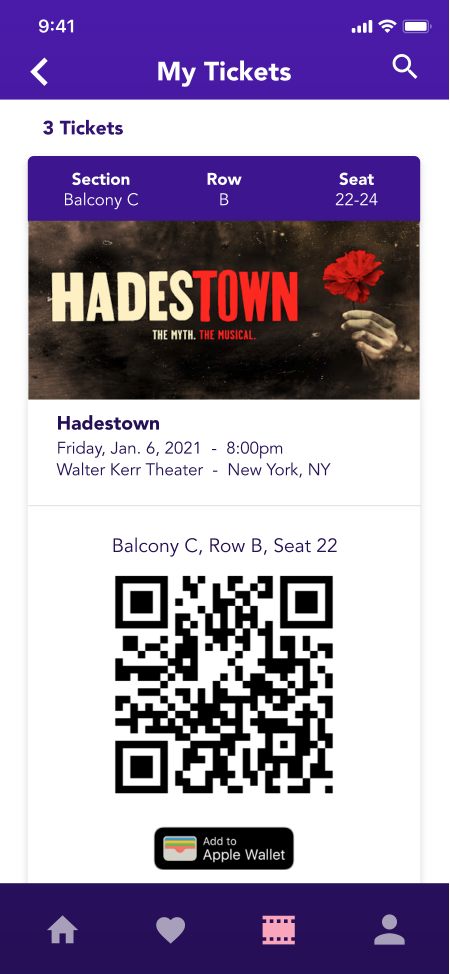 9:41
My Tickets
3 Tickets
Section Row Seat
Balcony C B 22-24
HADESTOWN
THE MYTH. THE MUSICAL.
Hadestown
Friday, Jan. 6, 2021 - 8:00pm
Walter Kerr Theater - New York, NY
Balcony C, Row B, Seat 22
Add to
Apple Wallet